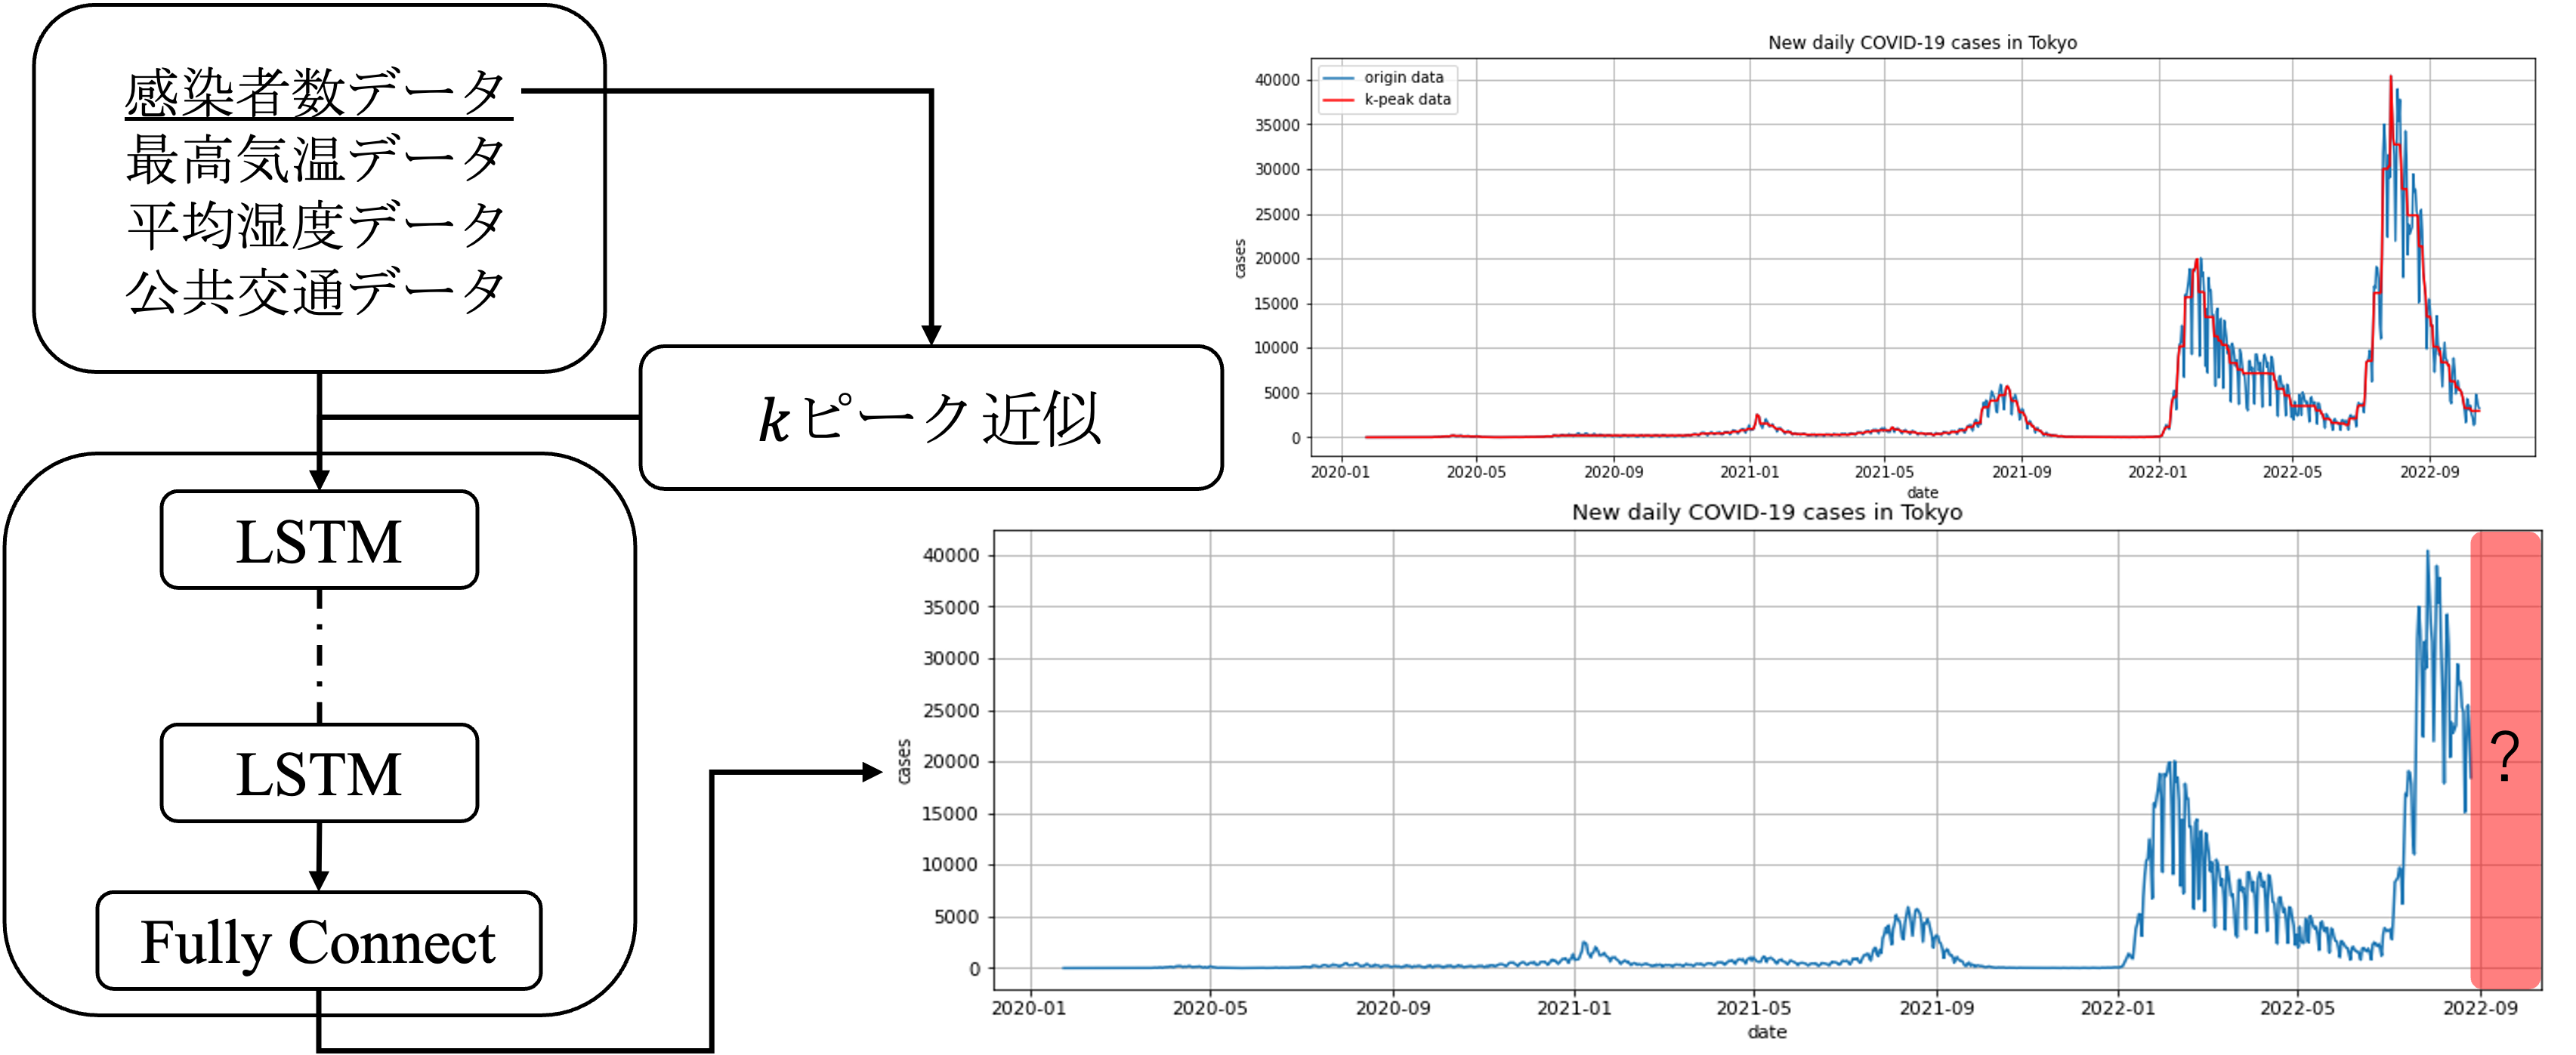 感染者数データ
最高気温データ
平均湿度データ
公共交通データ
kピーク近似
LSTM
LSTM
Fully Connect
New daily COVID-19 cases in Tokyo
origin data
k-peak data
40000
35000
30000
25000
20000
15000
10000
5000
0
cases
2020-01 2020-05 2020-09 2021-01 2021-05 2021-09 2022-01 2022-05 2022-09
date
New daily COVID-19 cases in Tokyo
40000
35000
30000
25000
20000
15000
10000
5000
0
cases
?
2020-01 2020-05 2020-09 2021-01 2021-05 2021-09 2022-01 2022-05 2022-09
date